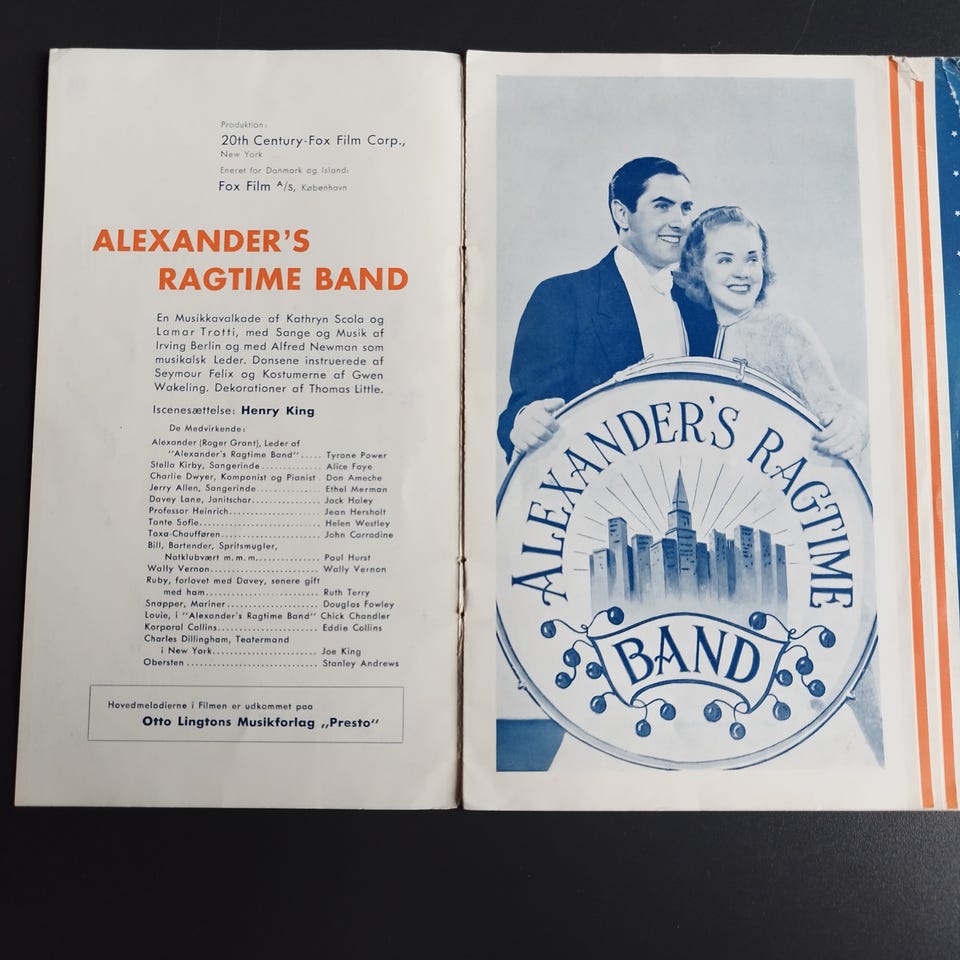 Produktion:
20th Century-Fox Film Corp.,
New York
Eneret for Danmark og Island:
Fox Film A/S, København
ALEXANDER'S
RAGTIME BAND
En Musikkavalkade af Kathryn Scola og
Lamar Trotti, med Sange og Musik af
Irving Berlin og med Alfred Newman som
musikalsk Leder. Dansene instruerede af
Seymour Felix og Kostumerne af Gwen
Wakeling. Dekorationer af Thomas Little.
Iscenesættelse: Henry King
De Medvirkende:
Alexander (Roger Grant), Leder af
"Alexander's Ragtime Band"..... Tyrone Power
Stella Kirby, Sangerinde............. Alice Faye
Charlie Dwyer, Komponist og Pianist . Don Ameche
Jerry Allen, Sangerinde.............. Ethel Merman
Davey Lane, Janitschar............... Jack Haley
Professor Heinrich................... Jean Hersholt
Tante Sofie.......................... Helen Westley
Taxa-Chaufføren...................... John Carradine
Bill, Bartender, Spritsmugler,
Natklubvært m.m.m............... Paul Hurst
Wally Vernon......................... Wally Vernon
Ruby, forlovet med Davey, senere gift
med ham......................... Ruth Terry
Snapper, Mariner..................... Douglas Fowley
Louie, i "Alexander's Ragtime Band" Chick Chandler
Korporal Collins..................... Eddie Collins
Charles Dillingham, Teatermand
i New York...................... Joe King
Obersten ............................ Stanley Andrews
Hovedmelodierne i Filmen er udkommet paa
Otto Lingtons Musikforlag „Presto"
ALEXANDER'S RAGTIME
BAND